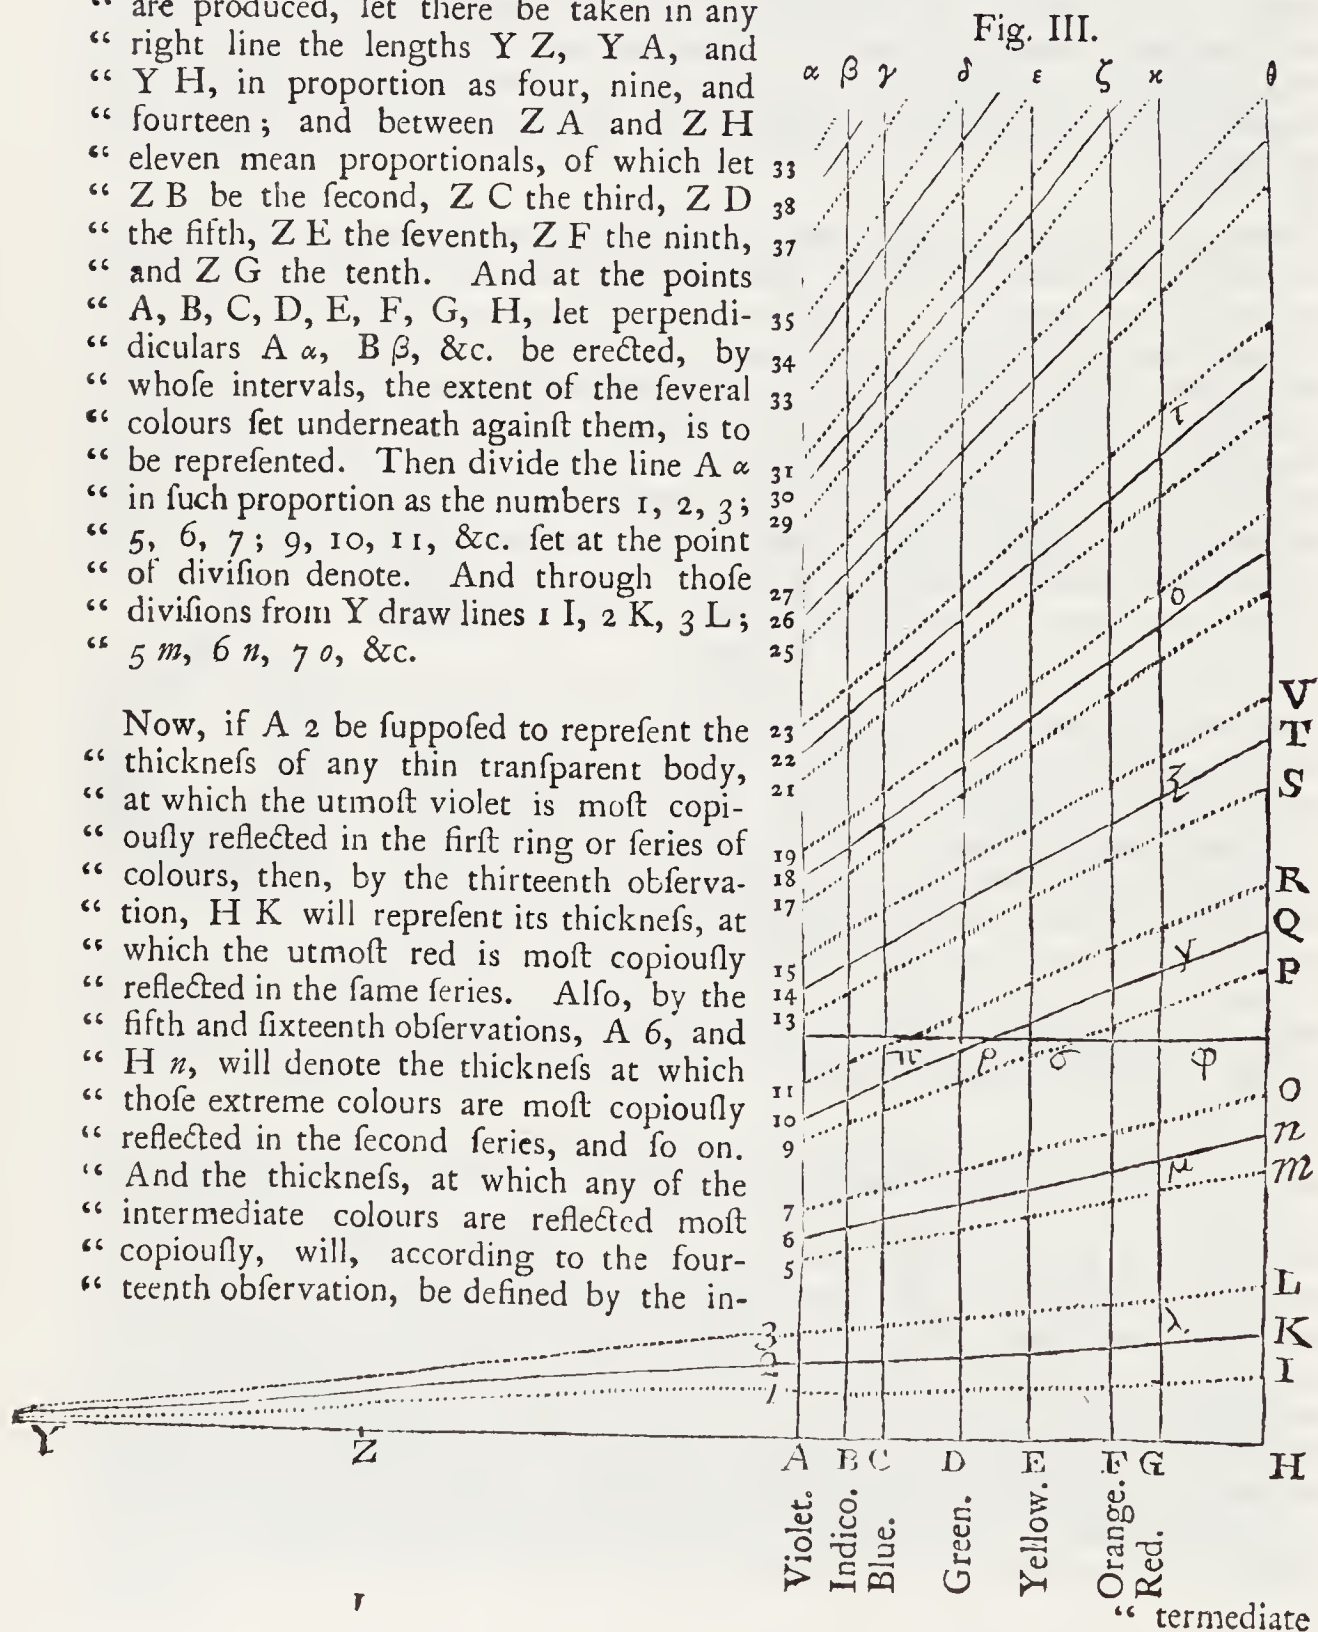 “ are produced, let there be taken in any
“ right line the lengths Y Z, Y A, and
“ Y H, in proportion as four, nine, and
“ fourteen ; and between Z A and Z H
“ eleven mean proportionals, of which let
“ Z B be the ſecond, Z C the third, Z D
“ the fifth, Z E the ſeventh, Z F the ninth,
“ and Z G the tenth. And at the points
“ A, B, C, D, E, F, G, H, let perpendi-
“ diculars A α, B β, &c. be erected, by
“ whoſe intervals, the extent of the ſeveral
“ colours ſet underneath againſt them, is to
“ be repreſented. Then divide the line A α
“ in ſuch proportion as the numbers 1, 2, 3 ;
“ 5, 6, 7 ; 9, 10, 11, &c. ſet at the point
“ of diviſion denote. And through thoſe
“ diviſions from Y draw lines 1 I, 2 K, 3 L ;
“ 5 m, 6 n, 7 o, &c.
Now, if A 2 be ſuppoſed to repreſent the
“ thickneſs of any thin tranſparent body,
“ at which the utmoſt violet is moſt copi-
“ ouſly reflected in the firſt ring or ſeries of
“ colours, then, by the thirteenth obſerva-
“ tion, H K will repreſent its thickneſs, at
“ which the utmoſt red is moſt copiouſly
“ reflected in the ſame ſeries. Alſo, by the
“ fifth and ſixteenth obſervations, A 6, and
“ H n, will denote the thickneſs at which
“ thoſe extreme colours are moſt copiouſly
“ reflected in the ſecond ſeries, and ſo on.
“ And the thickneſs, at which any of the
“ intermediate colours are reflected moſt
“ copiouſly, will, according to the four-
“ teenth obſervation, be defined by the in-
Fig. III.
α β γ δ ε ζ κ θ
33
38
37
35
34
33
31
30
29
27
26
25
23
22
21
19
18
17
15
14
13
11
10
9
7
6
5
3
τ
o
ξ
γ
π ρ σ φ
μ
λ.
V
T
S
R
Q
P
O
n
m
L
K
I
Y Z A B C D E F G H
Violet.
Indico.
Blue.
Green.
Yellow.
Orange.
Red.
“ termediate